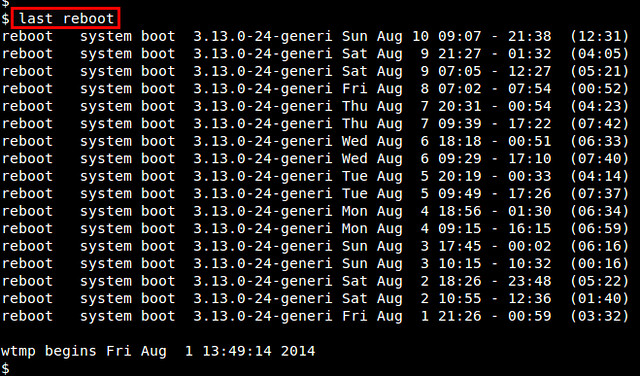 $
$ last reboot
reboot   system boot  3.13.0-24-generi Sun Aug 10 09:07 - 21:38  (12:31)
reboot   system boot  3.13.0-24-generi Sat Aug  9 21:27 - 01:32  (04:05)
reboot   system boot  3.13.0-24-generi Sat Aug  9 07:05 - 12:27  (05:21)
reboot   system boot  3.13.0-24-generi Fri Aug  8 07:02 - 07:54  (00:52)
reboot   system boot  3.13.0-24-generi Thu Aug  7 20:31 - 00:54  (04:23)
reboot   system boot  3.13.0-24-generi Thu Aug  7 09:39 - 17:22  (07:42)
reboot   system boot  3.13.0-24-generi Wed Aug  6 18:18 - 00:51  (06:33)
reboot   system boot  3.13.0-24-generi Wed Aug  6 09:29 - 17:10  (07:40)
reboot   system boot  3.13.0-24-generi Tue Aug  5 20:19 - 00:33  (04:14)
reboot   system boot  3.13.0-24-generi Tue Aug  5 09:49 - 17:26  (07:37)
reboot   system boot  3.13.0-24-generi Mon Aug  4 18:56 - 01:30  (06:34)
reboot   system boot  3.13.0-24-generi Mon Aug  4 09:15 - 16:15  (06:59)
reboot   system boot  3.13.0-24-generi Sun Aug  3 17:45 - 00:02  (06:16)
reboot   system boot  3.13.0-24-generi Sun Aug  3 10:15 - 10:32  (00:16)
reboot   system boot  3.13.0-24-generi Sat Aug  2 18:26 - 23:48  (05:22)
reboot   system boot  3.13.0-24-generi Sat Aug  2 10:55 - 12:36  (01:40)
reboot   system boot  3.13.0-24-generi Fri Aug  1 21:26 - 00:59  (03:32)
wtmp begins Fri Aug  1 13:49:14 2014
$